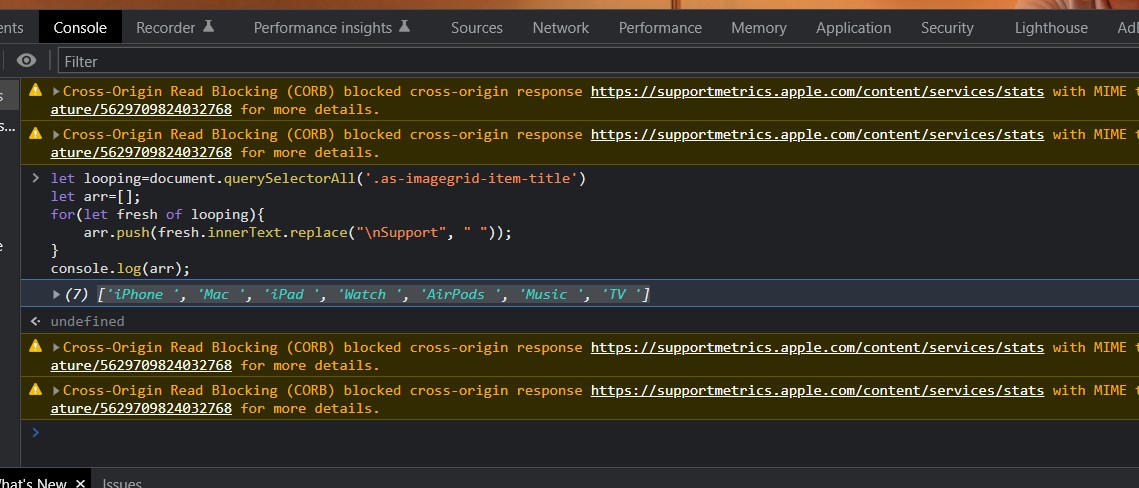 ents Console Recorder Performance insights Sources Network Performance Memory Application Security Lighthouse
Filter
Cross-Origin Read Blocking (CORB) blocked cross-origin response https://supportmetrics.apple.com/content/services/stats with MIME t
s
ature/5629709824032768 for more details.
s...
Cross-Origin Read Blocking (CORB) blocked cross-origin response https://supportmetrics.apple.com/content/services/stats with MIME t
ature/5629709824032768 for more details.
> let looping=document.querySelectorAll('.as-imagegrid-item-title')
let arr=[];
for(let fresh of looping){
arr.push(fresh.innerText.replace("\nSupport", " "));
e
}
console.log(arr);
(7) ['iPhone ', 'Mac ', 'iPad ', 'Watch ', 'AirPods ', 'Music ', 'TV ']
undefined
Cross-Origin Read Blocking (CORB) blocked cross-origin response https://supportmetrics.apple.com/content/services/stats with MIME t
ature/5629709824032768 for more details.
Cross-Origin Read Blocking (CORB) blocked cross-origin response https://supportmetrics.apple.com/content/services/stats with MIME t
ature/5629709824032768 for more details.
>
What's New × Issues